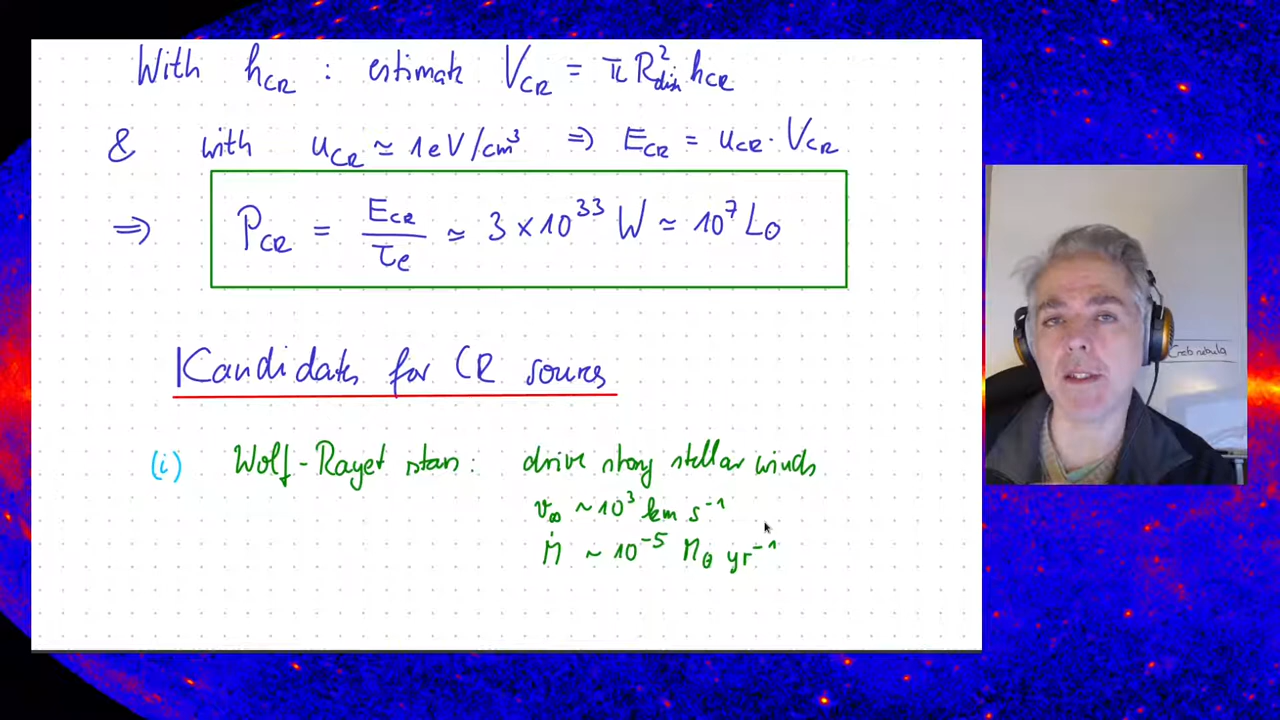 With h_CR : estimate V_CR = π R²_disk h_CR
& with u_CR ≃ 1 eV/cm³ ⇒ E_CR = u_CR · V_CR
⇒ P_CR = E_CR / τ_e ≃ 3 × 10³³ W ≃ 10⁷ L⊙
Candidates for CR sources
(i) Wolf-Rayet stars: drive strong stellar winds
v_∞ ~ 10³ km s⁻¹
Ṁ ~ 10⁻⁵ M⊙ yr⁻¹
Crab nebula